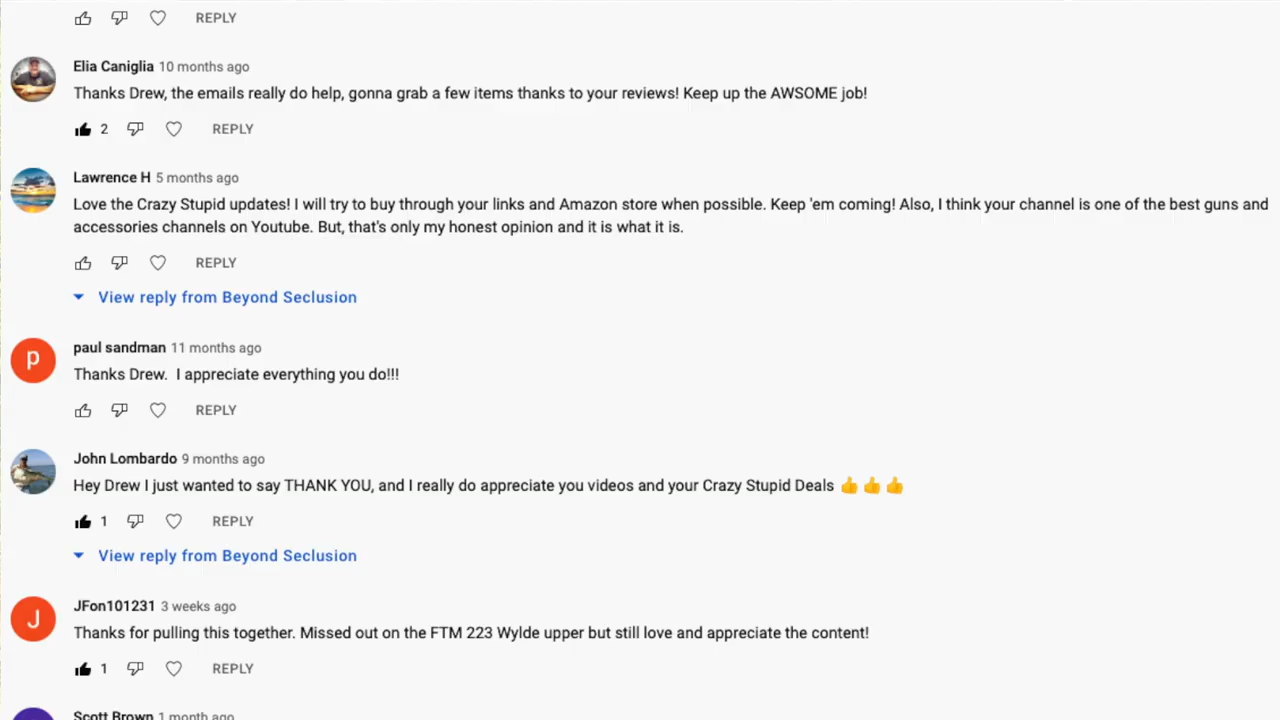 REPLY
Elia Caniglia 10 months ago
Thanks Drew, the emails really do help, gonna grab a few items thanks to your reviews! Keep up the AWSOME job!
2 REPLY
Lawrence H 5 months ago
Love the Crazy Stupid updates! I will try to buy through your links and Amazon store when possible. Keep 'em coming! Also, I think your channel is one of the best guns and
accessories channels on Youtube. But, that's only my honest opinion and it is what it is.
REPLY
View reply from Beyond Seclusion
p paul sandman 11 months ago
Thanks Drew.  I appreciate everything you do!!!
REPLY
John Lombardo 9 months ago
Hey Drew I just wanted to say THANK YOU, and I really do appreciate you videos and your Crazy Stupid Deals 👍 👍 👍
1 REPLY
View reply from Beyond Seclusion
J JFon101231 3 weeks ago
Thanks for pulling this together. Missed out on the FTM 223 Wylde upper but still love and appreciate the content!
1 REPLY
Scott Brown 1 month ago